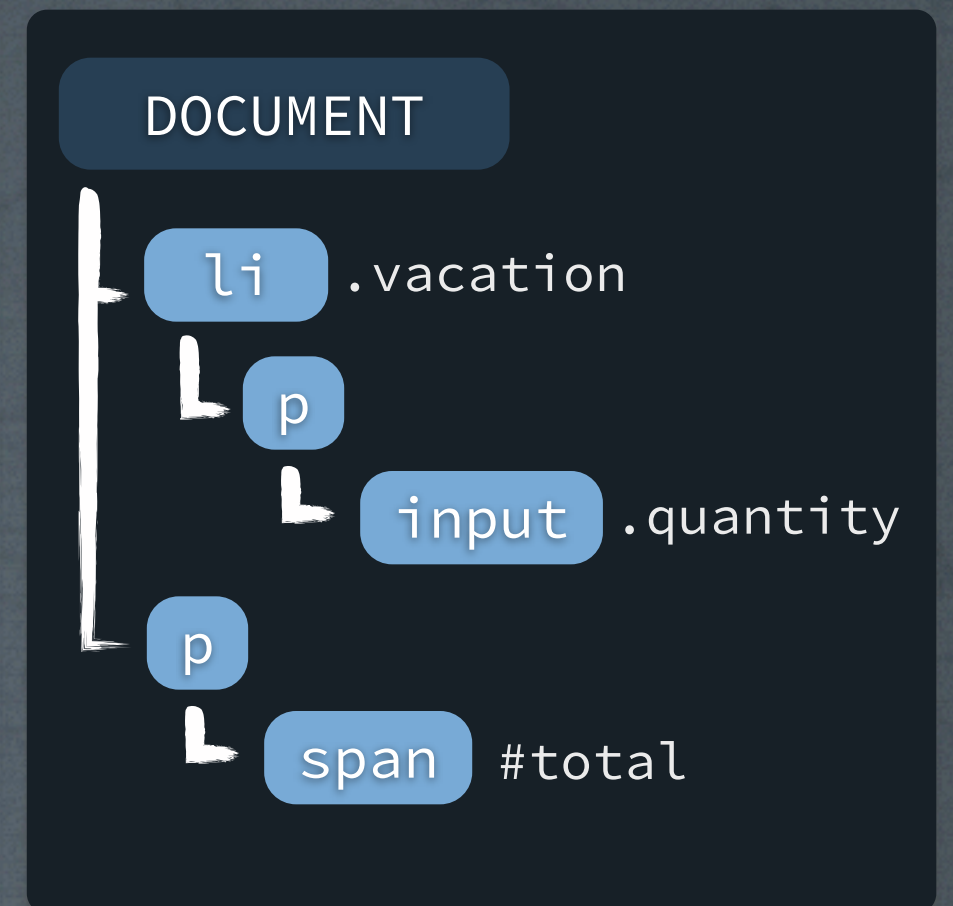 DOCUMENT
li .vacation
p
input .quantity
p
span #total